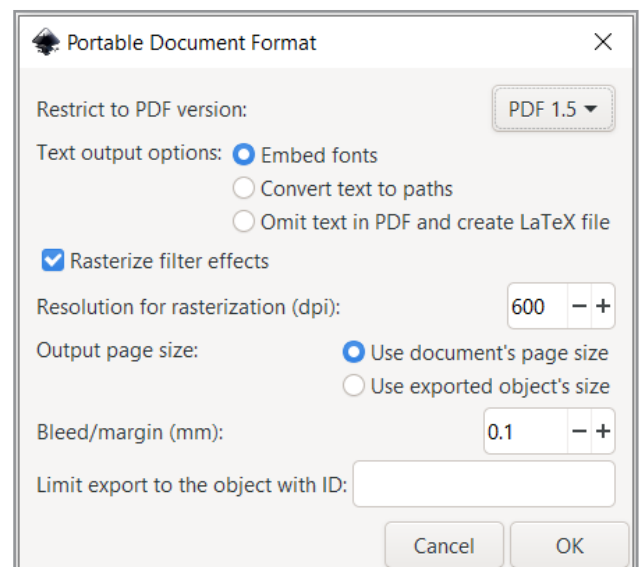 Portable Document Format
Restrict to PDF version: PDF 1.5
Text output options: Embed fonts
Convert text to paths
Omit text in PDF and create LaTeX file
Rasterize filter effects
Resolution for rasterization (dpi): 600 − +
Output page size: Use document's page size
Use exported object's size
Bleed/margin (mm): 0.1 − +
Limit export to the object with ID:
Cancel OK